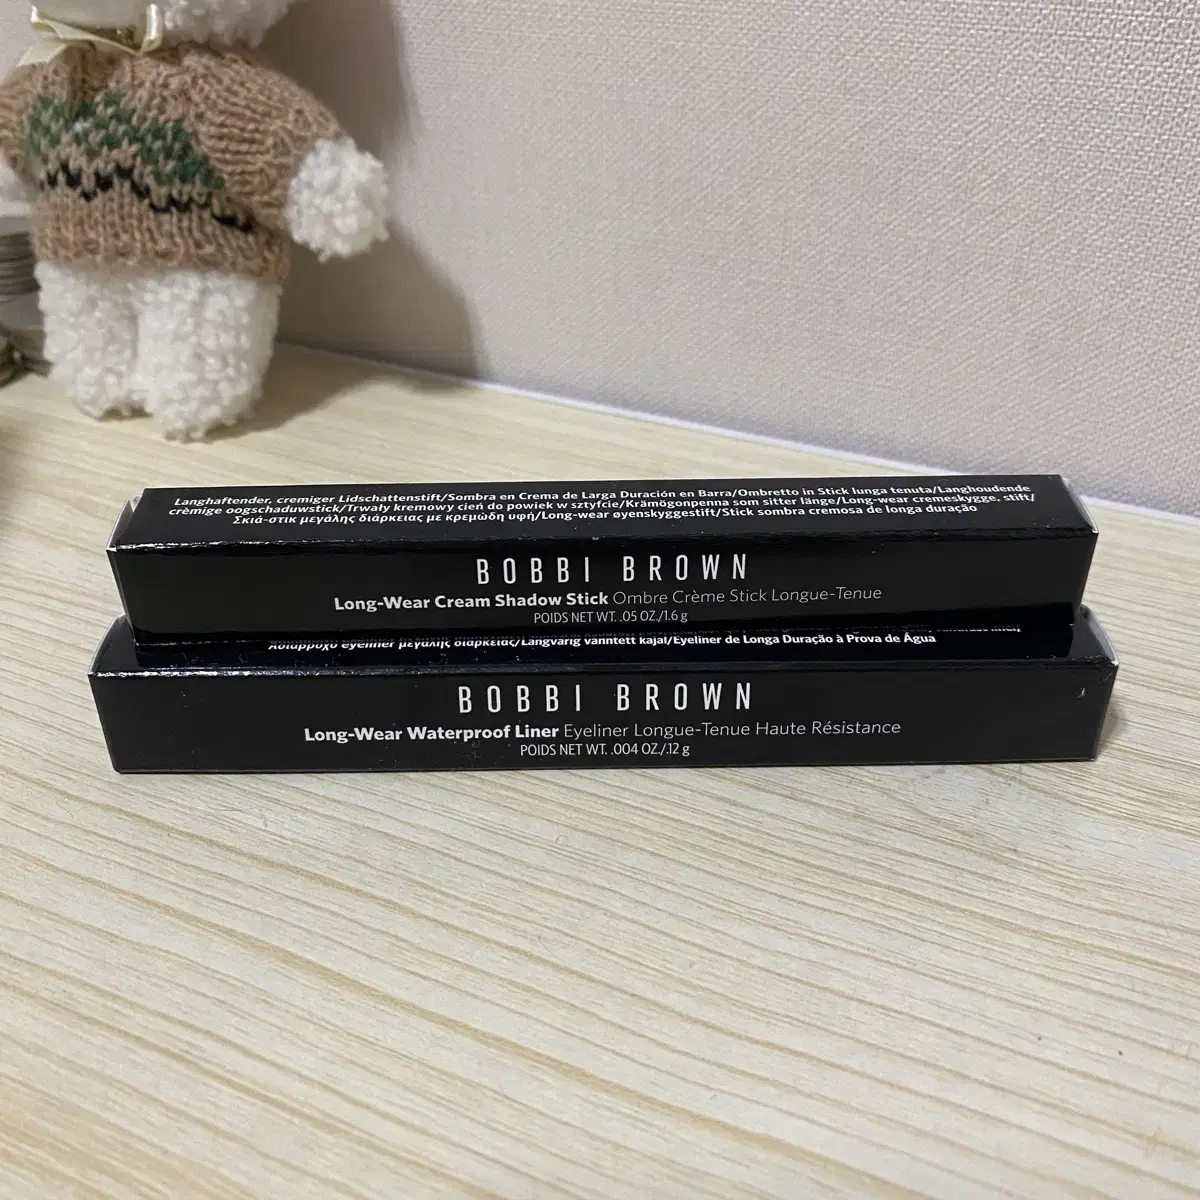 Langhaftender, cremiger Lidschattenstift/Sombra en Crema de Larga Duración en Barra/Ombretto in Stick lunga tenuta/Langhoudende
crèmige oogschaduwstick/Trwały kremowy cień do powiek w sztyfcie/Krämögonpenna som sitter länge/Long-wear cremeskygge, stift/
Σκιά-στικ μεγάλης διάρκειας με κρεμώδη υφή/Long-wear øyenskyggestift/Stick sombra cremosa de longa duração
BOBBI BROWN
Long-Wear Cream Shadow Stick Ombre Crème Stick Longue-Tenue
POIDS NET WT. .05 OZ./1.6 g
Αδιάβροχο eyeliner μεγάλης διάρκειας/Langvarig vanntett kajal/Eyeliner de Longa Duração à Prova de Água
BOBBI BROWN
Long-Wear Waterproof Liner Eyeliner Longue-Tenue Haute Résistance
POIDS NET WT. .004 OZ./.12 g